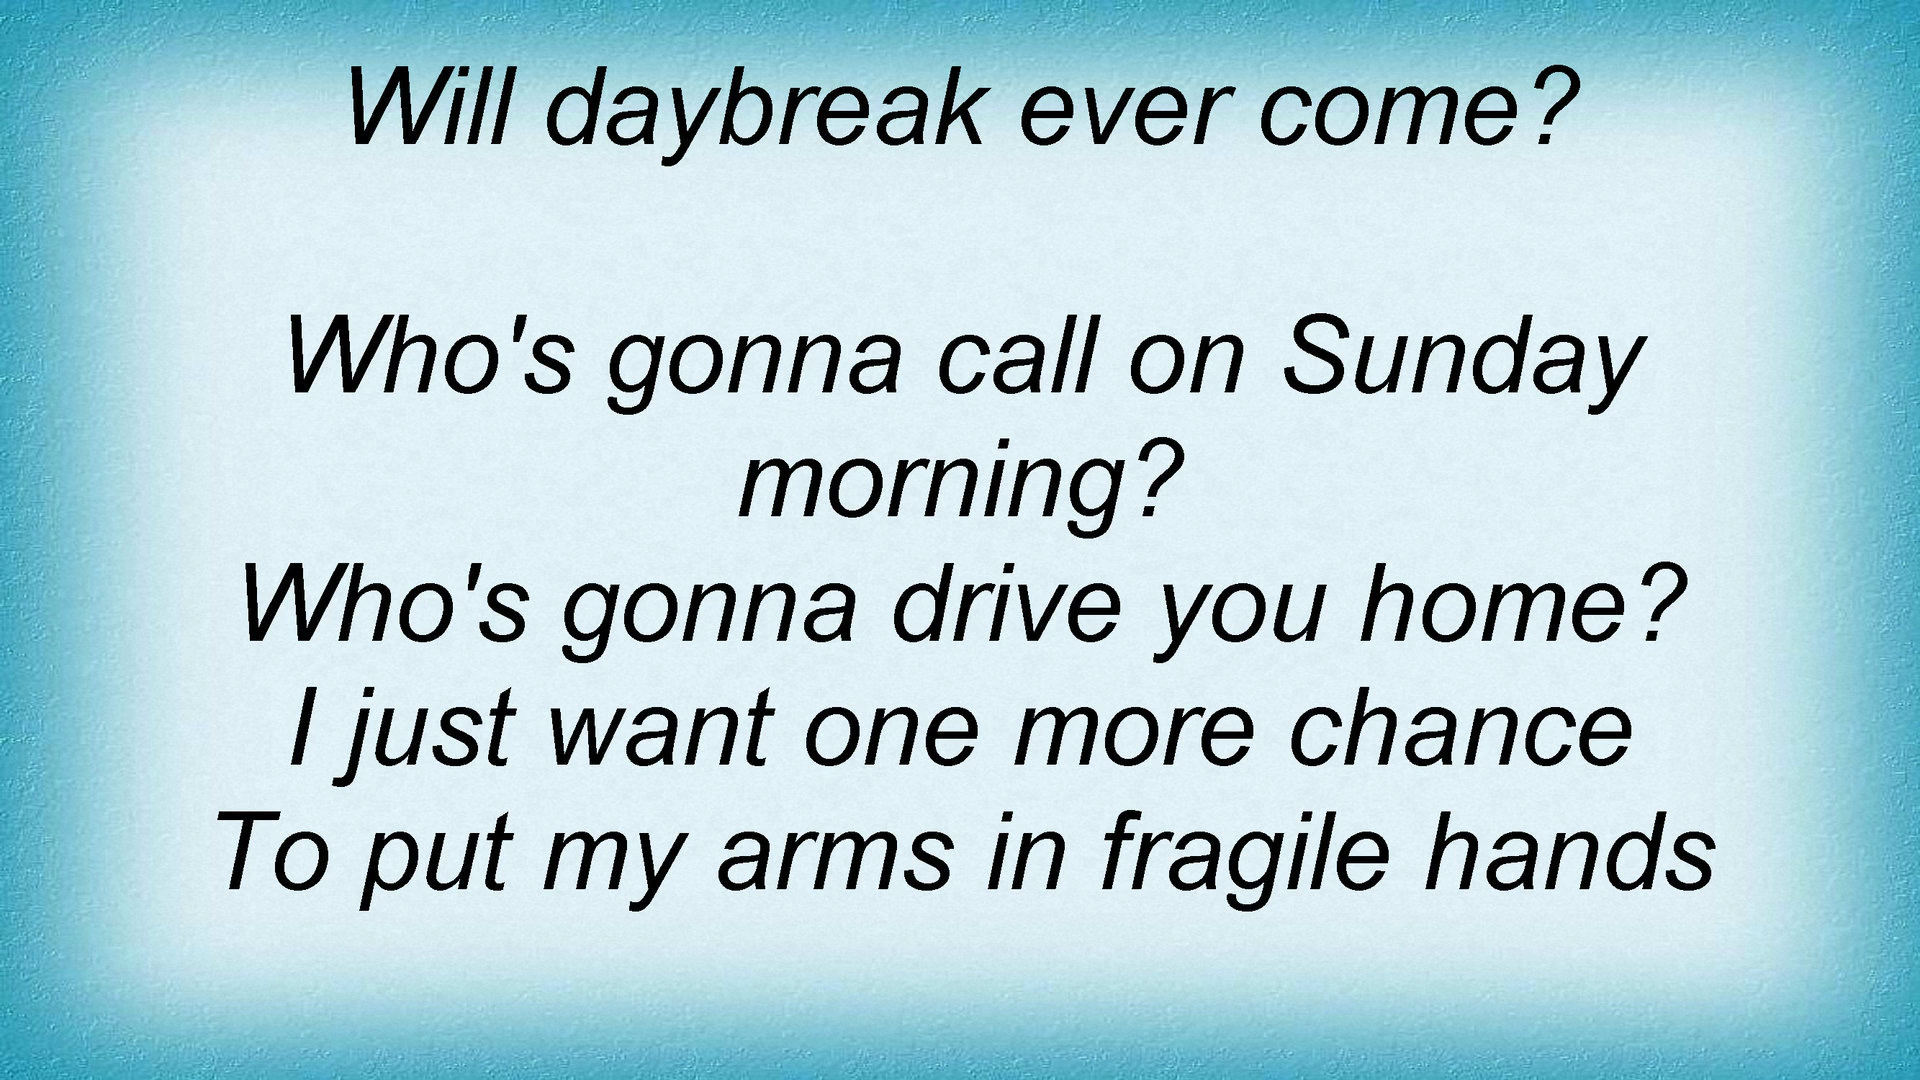 Will daybreak ever come?
Who's gonna call on Sunday
morning?
Who's gonna drive you home?
I just want one more chance
To put my arms in fragile hands